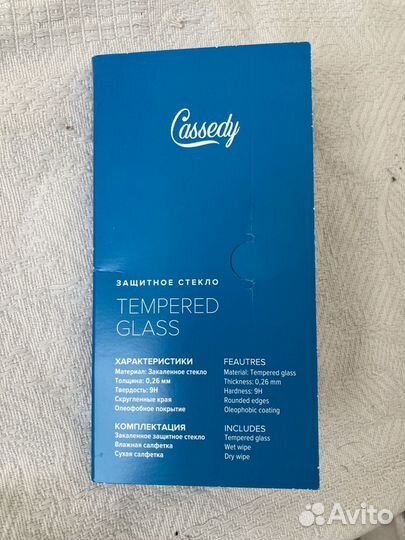 Cassedy
ЗАЩИТНОЕ СТЕКЛО
TEMPERED
GLASS
ХАРАКТЕРИСТИКИ
Материал: Закаленное стекло
Толщина: 0,26 мм
Твердость: 9H
Скругленные края
Олеофобное покрытие
КОМПЛЕКТАЦИЯ
Закаленное защитное стекло
Влажная салфетка
Сухая салфетка
FEAUTRES
Material: Tempered glass
Thickness: 0,26 mm
Hardness: 9H
Rounded edges
Oleophobic coating
INCLUDES
Tempered glass
Wet wipe
Dry wipe
Avito